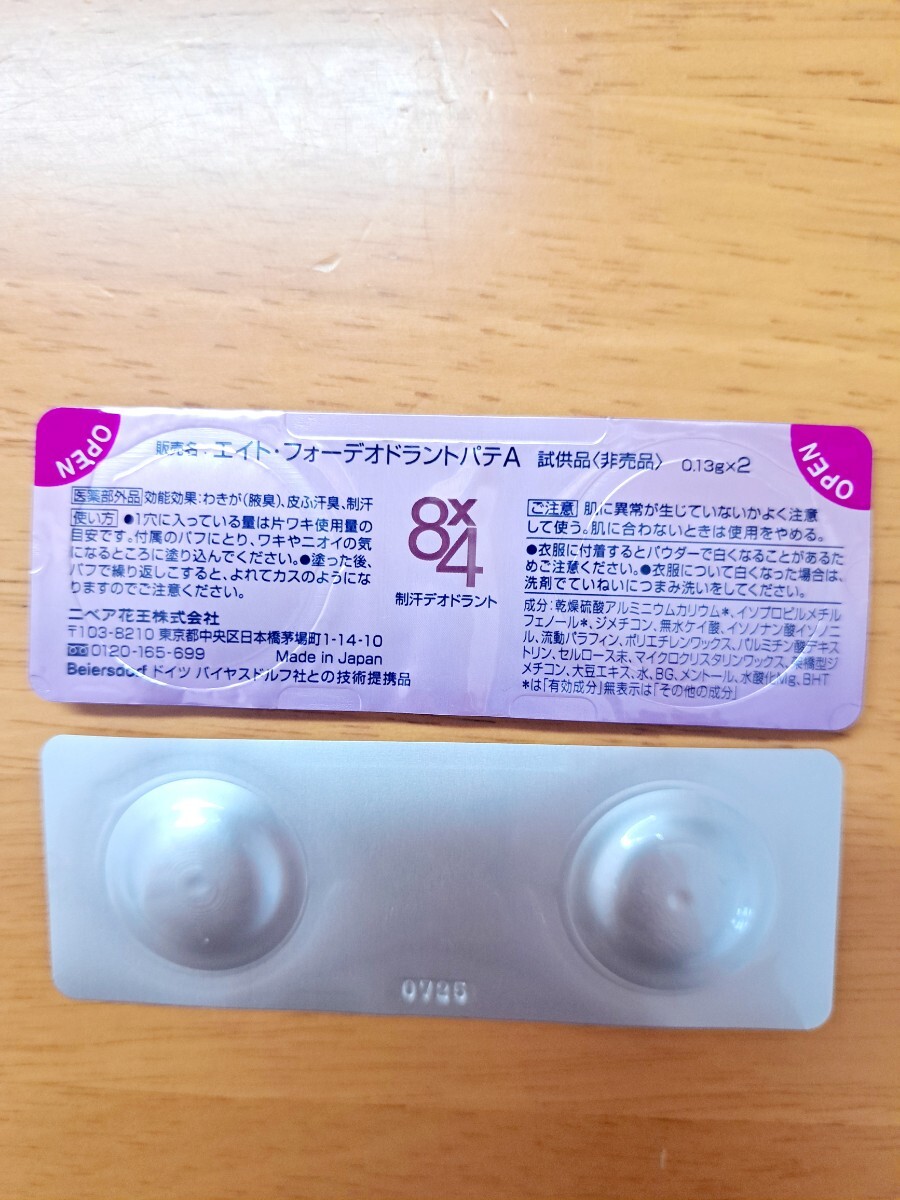 OPEN
販売名：エイト・フォーデオドラントパテA 試供品〈非売品〉 0.13g×2
OPEN
医薬部外品 効能効果：わきが（腋臭）、皮ふ汗臭、制汗
使い方 ●1穴に入っている量は片ワキ使用量の
目安です。付属のパフにとり、ワキやニオイの気
になるところに塗り込んでください。●塗った後、
パフで繰り返しこすると、よれてカスのようにな
りますのでご注意ください。
ニベア花王株式会社
〒103-8210 東京都中央区日本橋茅場町1-14-10
0120-165-699 Made in Japan
Beiersdorf ドイツ バイヤスドルフ社との技術提携品
8x4
制汗デオドラント
ご注意 肌に異常が生じていないかよく注意
して使う。肌に合わないときは使用をやめる。
●衣服に付着するとパウダーで白くなることがあるた
めご注意ください。●衣服について白くなった場合は、
洗剤でていねいにつまみ洗いをしてください。
成分：乾燥硫酸アルミニウムカリウム*、イソプロピルメチル
フェノール*、ジメチコン、無水ケイ酸、イソノナン酸イソノニ
ル、流動パラフィン、ポリエチレンワックス、パルミチン酸デキス
トリン、セルロース末、マイクロクリスタリンワックス、架橋型ジ
メチコン、大豆エキス、水、BG、メントール、水酸化Mg、BHT
*は「有効成分」無表示は「その他の成分」